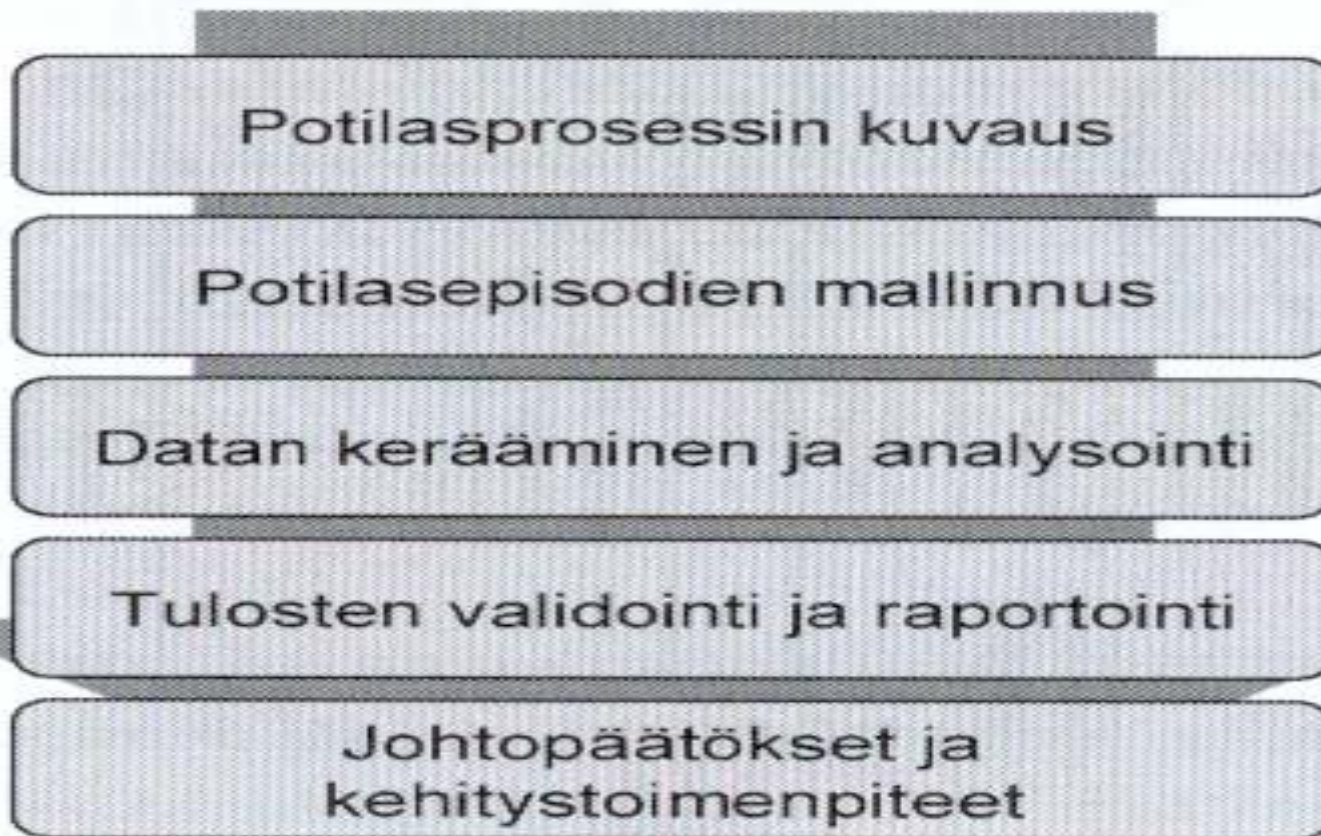 Potilasprosessin kuvaus
Potilasepisodien mallinnus
Datan kerääminen ja analysointi
Tulosten validointi ja raportointi
Johtopäätökset ja
kehitystoimenpiteet